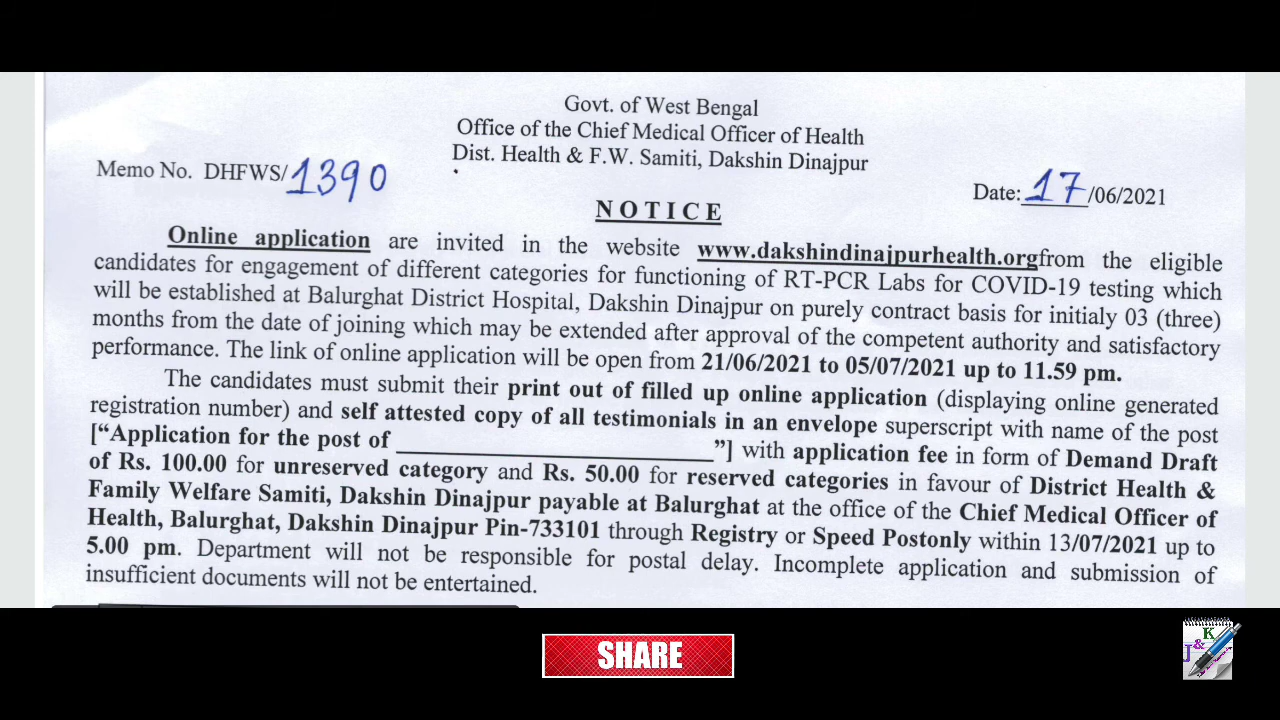 Govt. of West Bengal
Office of the Chief Medical Officer of Health
Dist. Health & F.W. Samiti, Dakshin Dinajpur
Memo No. DHFWS/1390
Date: 17/06/2021
NOTICE
Online application are invited in the website www.dakshindinajpurhealth.orgfrom the eligible
candidates for engagement of different categories for functioning of RT-PCR Labs for COVID-19 testing which
will be established at Balurghat District Hospital, Dakshin Dinajpur on purely contract basis for initialy 03 (three)
months from the date of joining which may be extended after approval of the competent authority and satisfactory
performance. The link of online application will be open from 21/06/2021 to 05/07/2021 up to 11.59 pm.
The candidates must submit their print out of filled up online application (displaying online generated
registration number) and self attested copy of all testimonials in an envelope superscript with name of the post
["Application for the post of ____________________"] with application fee in form of Demand Draft
of Rs. 100.00 for unreserved category and Rs. 50.00 for reserved categories in favour of District Health &
Family Welfare Samiti, Dakshin Dinajpur payable at Balurghat at the office of the Chief Medical Officer of
Health, Balurghat, Dakshin Dinajpur Pin-733101 through Registry or Speed Postonly within 13/07/2021 up to
5.00 pm. Department will not be responsible for postal delay. Incomplete application and submission of
insufficient documents will not be entertained.
SHARE
J&K